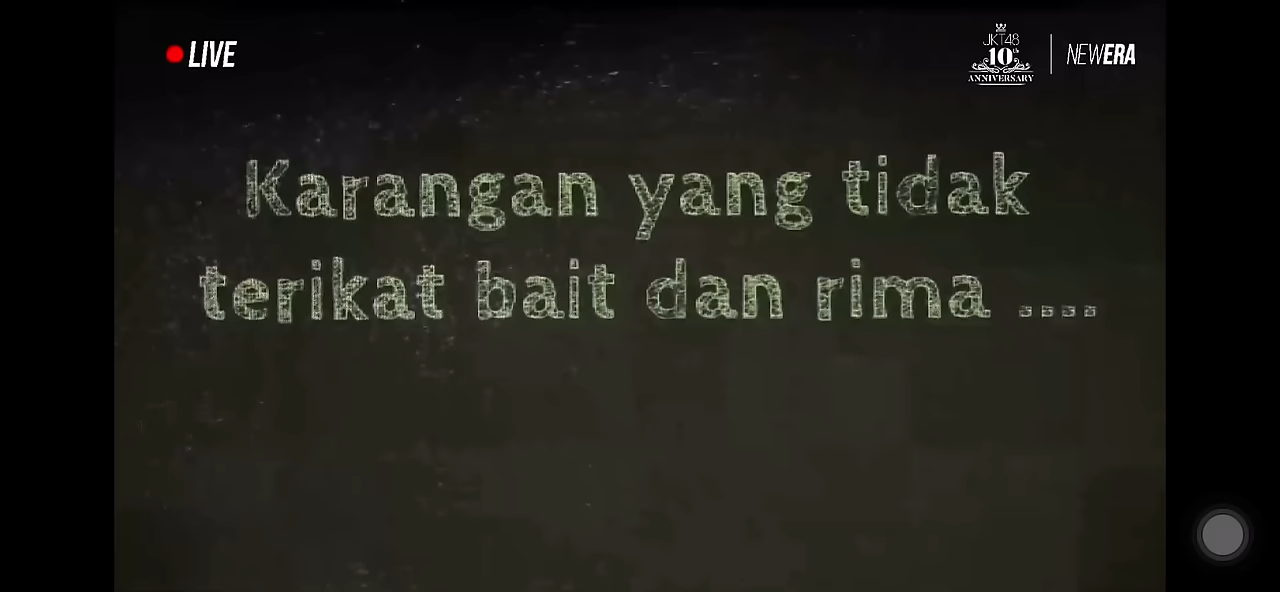 LIVE
JKT48
10th
ANNIVERSARY
NEWERA
Karangan yang tidak
terikat bait dan rima ....